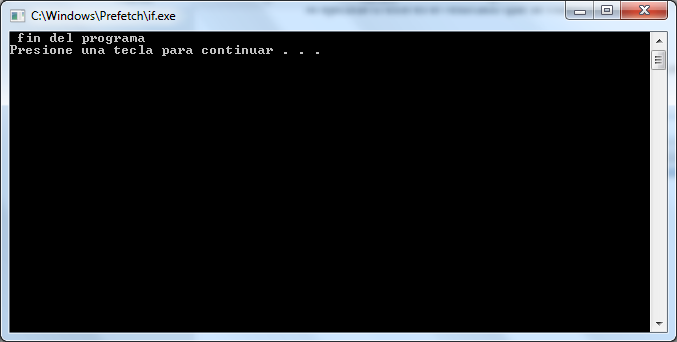 C:\Windows\Prefetch\if.exe
fin del programa
Presione una tecla para continuar . . .